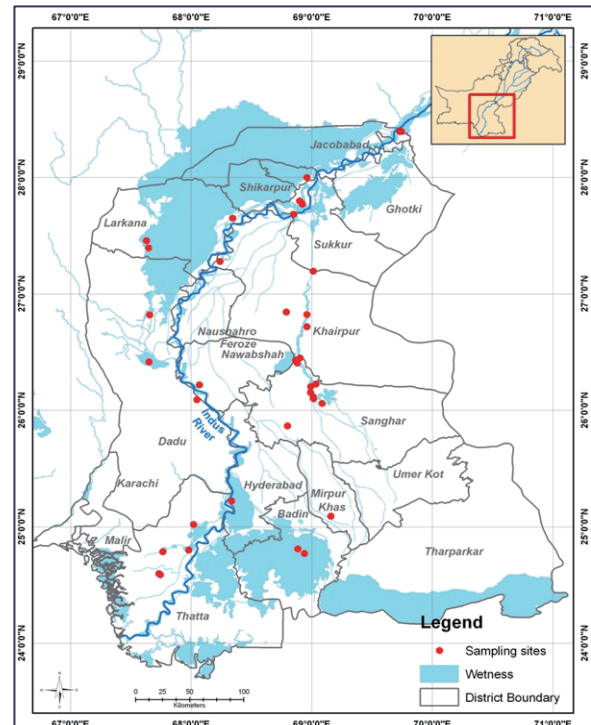 67°0'0"E 68°0'0"E 69°0'0"E 70°0'0"E 71°0'0"E
29°0'0"N 29°0'0"N
Jacobabad
28°0'0"N 28°0'0"N
Shikarpur
Ghotki
Larkana
Sukkur
27°0'0"N 27°0'0"N
Naushahro
Feroze
Khairpur
Nawabshah
26°0'0"N 26°0'0"N
Indus
River
Sanghar
Dadu
Umer Kot
Karachi
Hyderabad
Mirpur
Khas
Badin
25°0'0"N 25°0'0"N
Malir
Tharparkar
Thatta
24°0'0"N 24°0'0"N
Legend
Sampling sites
Wetness
District Boundary
0 25 50 100
Kilometers
67°0'0"E 68°0'0"E 69°0'0"E 70°0'0"E 71°0'0"E